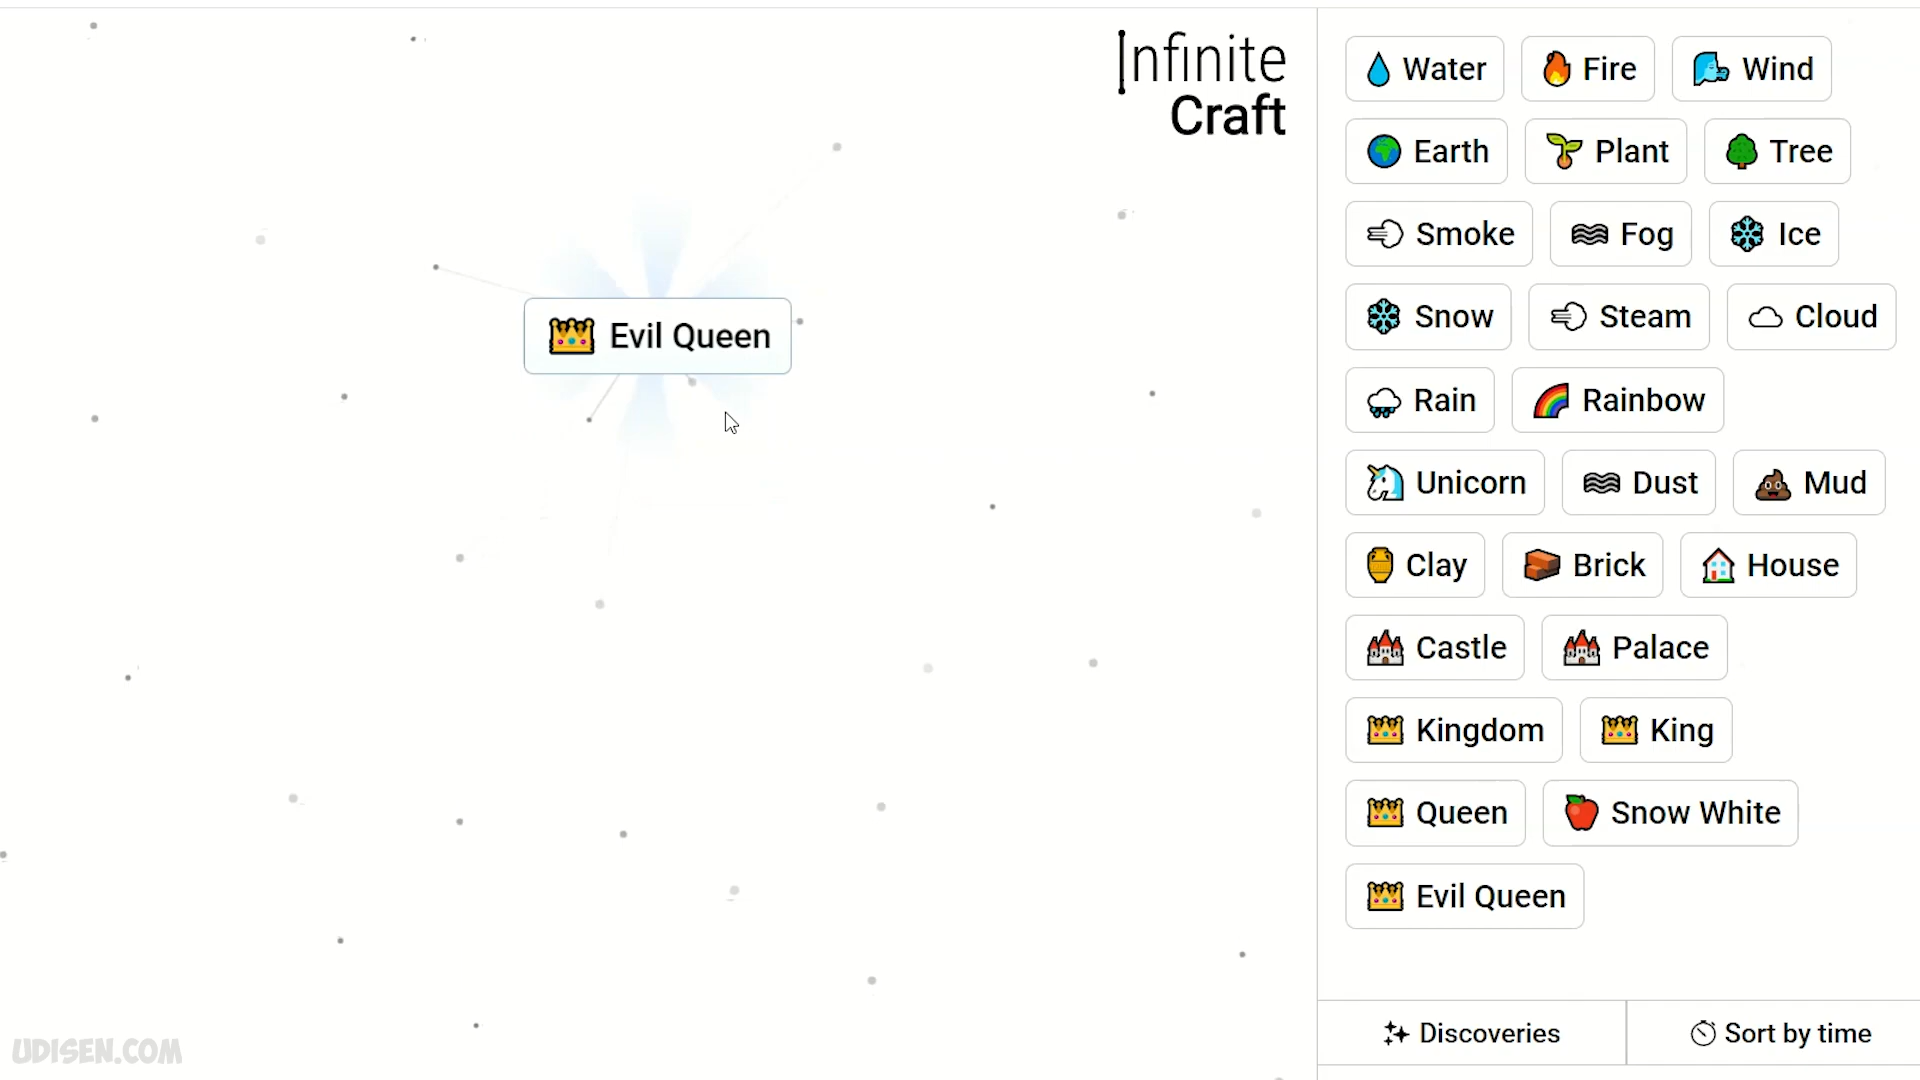 Infinite
Craft
Evil Queen
Water Fire Wind
Earth Plant Tree
Smoke Fog Ice
Snow Steam Cloud
Rain Rainbow
Unicorn Dust Mud
Clay Brick House
Castle Palace
Kingdom King
Queen Snow White
Evil Queen
Discoveries Sort by time
UDISEN.COM